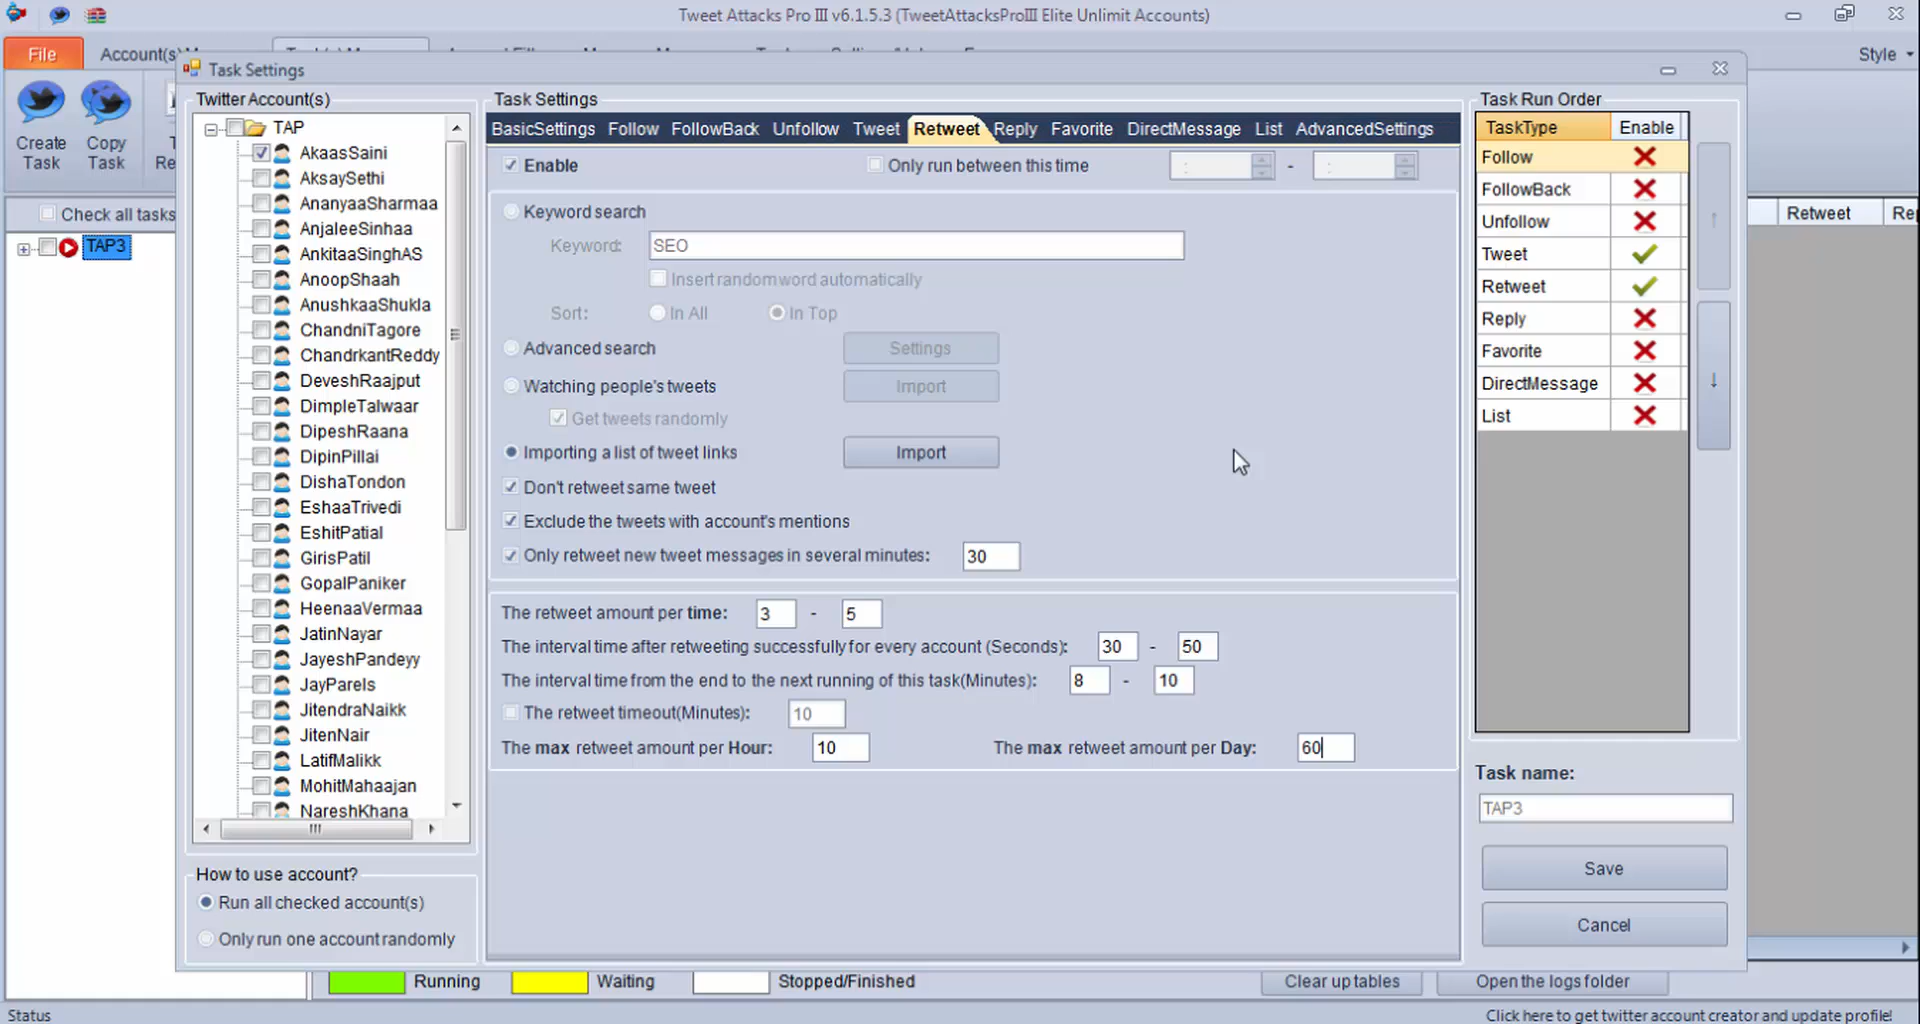 Tweet Attacks Pro III v6.1.5.3 (TweetAttacksProIII Elite Unlimit Accounts)
File
Style
Create Task
Copy Task
Check all tasks
TAP3
Retweet
Task Settings
Twitter Account(s)
TAP
AkaasSaini
AksaySethi
AnanyaaSharmaa
AnjaleeSinhaa
AnkitaaSinghAS
AnoopShaah
AnushkaaShukla
ChandniTagore
ChandrkantReddy
DeveshRaajput
DimpleTalwaar
DipeshRaana
DipinPillai
DishaTondon
EshaaTrivedi
EshitPatial
GirisPatil
GopalPaniker
HeenaaVermaa
JatinNayar
JayeshPandeyy
JayParels
JitendraNaikk
JitenNair
LatifMalikk
MohitMahaajan
NareshKhana
How to use account?
Run all checked account(s)
Only run one account randomly
Task Settings
BasicSettings Follow FollowBack Unfollow Tweet Retweet Reply Favorite DirectMessage List AdvancedSettings
Enable
Only run between this time : - :
Keyword search
Keyword: SEO
Insert random word automatically
Sort: In All In Top
Advanced search Settings
Watching people's tweets Import
Get tweets randomly
Importing a list of tweet links Import
Don't retweet same tweet
Exclude the tweets with account's mentions
Only retweet new tweet messages in several minutes: 30
The retweet amount per time: 3 - 5
The interval time after retweeting successfully for every account (Seconds): 30 - 50
The interval time from the end to the next running of this task(Minutes): 8 - 10
The retweet timeout(Minutes): 10
The max retweet amount per Hour: 10 The max retweet amount per Day: 60
Task Run Order
TaskType Enable
Follow
FollowBack
Unfollow
Tweet
Retweet
Reply
Favorite
DirectMessage
List
Task name:
TAP3
Save
Cancel
Running Waiting Stopped/Finished
Clear up tables
Open the logs folder
Status
Click here to get twitter account creator and update profile!